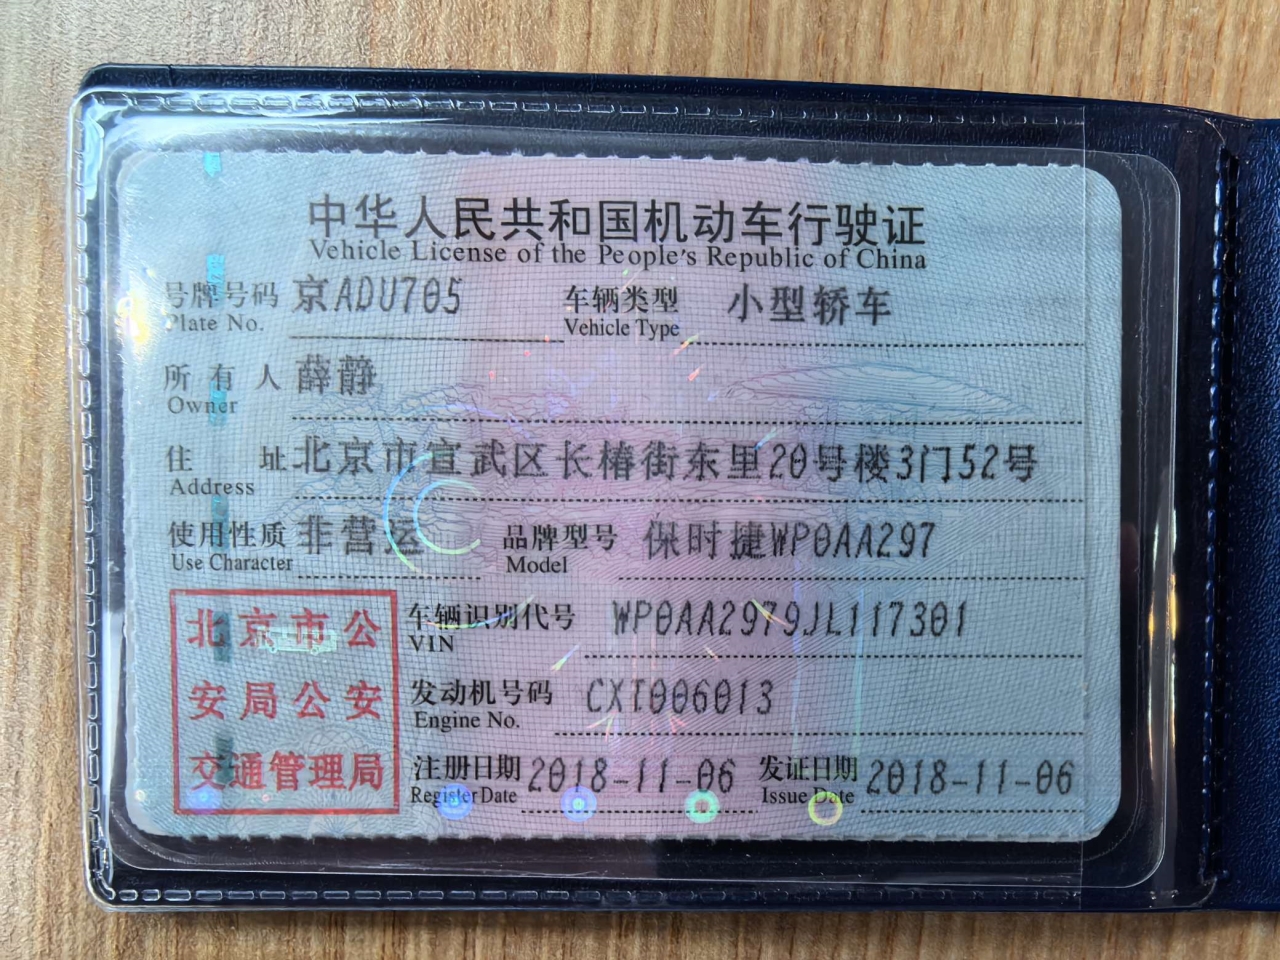 中华人民共和国机动车行驶证
Vehicle License of the People's Republic of China
号牌号码 京ADU705 车辆类型 小型轿车
Plate No. Vehicle Type
所有人 薛静
Owner
住址 北京市宣武区长椿街东里20号楼3门52号
Address
使用性质 非营运 品牌型号 保时捷WP0AA297
Use Character Model
北京市公
安局公安
交通管理局
车辆识别代号 WP0AA2979JL117301
VIN
发动机号码 CXT006013
Engine No.
注册日期 2018-11-06 发证日期 2018-11-06
Register Date Issue Date